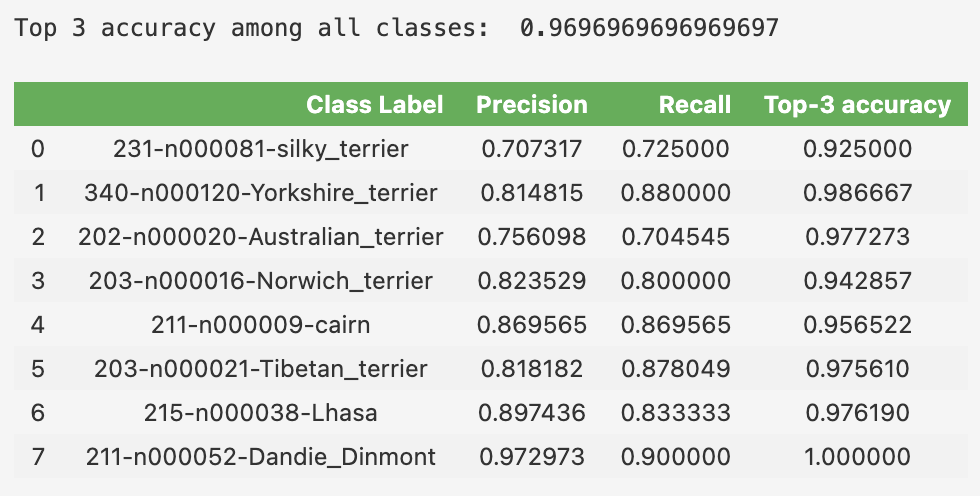 Top 3 accuracy among all classes:  0.9696969696969697
Class Label Precision Recall Top-3 accuracy
0 231-n000081-silky_terrier 0.707317 0.725000 0.925000
1 340-n000120-Yorkshire_terrier 0.814815 0.880000 0.986667
2 202-n000020-Australian_terrier 0.756098 0.704545 0.977273
3 203-n000016-Norwich_terrier 0.823529 0.800000 0.942857
4 211-n000009-cairn 0.869565 0.869565 0.956522
5 203-n000021-Tibetan_terrier 0.818182 0.878049 0.975610
6 215-n000038-Lhasa 0.897436 0.833333 0.976190
7 211-n000052-Dandie_Dinmont 0.972973 0.900000 1.000000